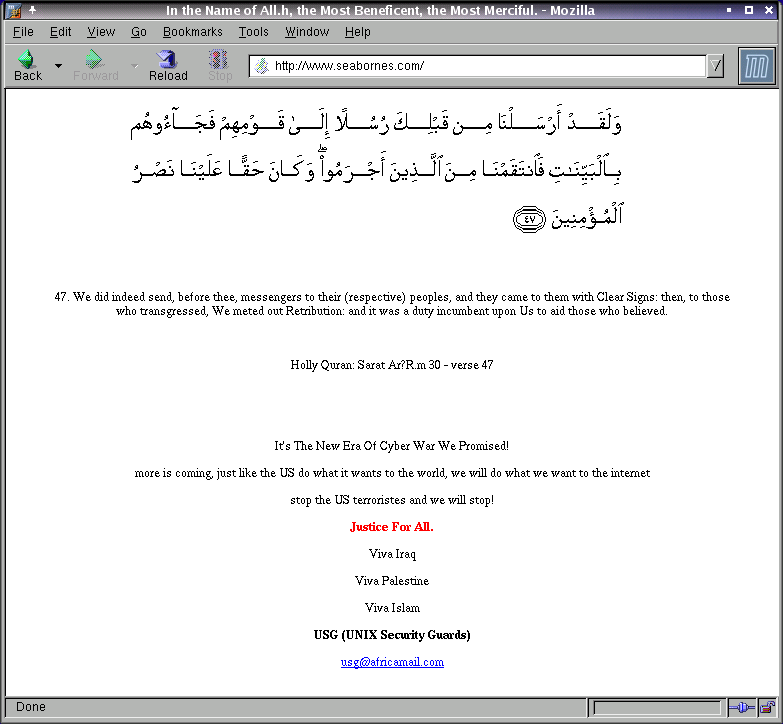 In the Name of All.h, the Most Beneficent, the Most Merciful. - Mozilla
File Edit View Go Bookmarks Tools Window Help
Back Forward Reload Stop http://www.seabornes.com/
وَلَقَدْ أَرْسَلْنَا مِن قَبْلِكَ رُسُلًا إِلَىٰ قَوْمِهِمْ فَجَآءُوهُم
بِٱلْبَيِّنَٰتِ فَٱنتَقَمْنَا مِنَ ٱلَّذِينَ أَجْرَمُوا۟ ۖ وَكَانَ حَقًّا عَلَيْنَا نَصْرُ
ٱلْمُؤْمِنِينَ ٤٧
47. We did indeed send, before thee, messengers to their (respective) peoples, and they came to them with Clear Signs: then, to those
who transgressed, We meted out Retribution: and it was a duty incumbent upon Us to aid those who believed.
Holly Quran: Sarat Ar?R.m 30 - verse 47
It's The New Era Of Cyber War We Promised!
more is coming, just like the US do what it wants to the world, we will do what we want to the internet
stop the US terroristes and we will stop!
Justice For All.
Viva Iraq
Viva Palestine
Viva Islam
USG (UNIX Security Guards)
usg@africamail.com
Done